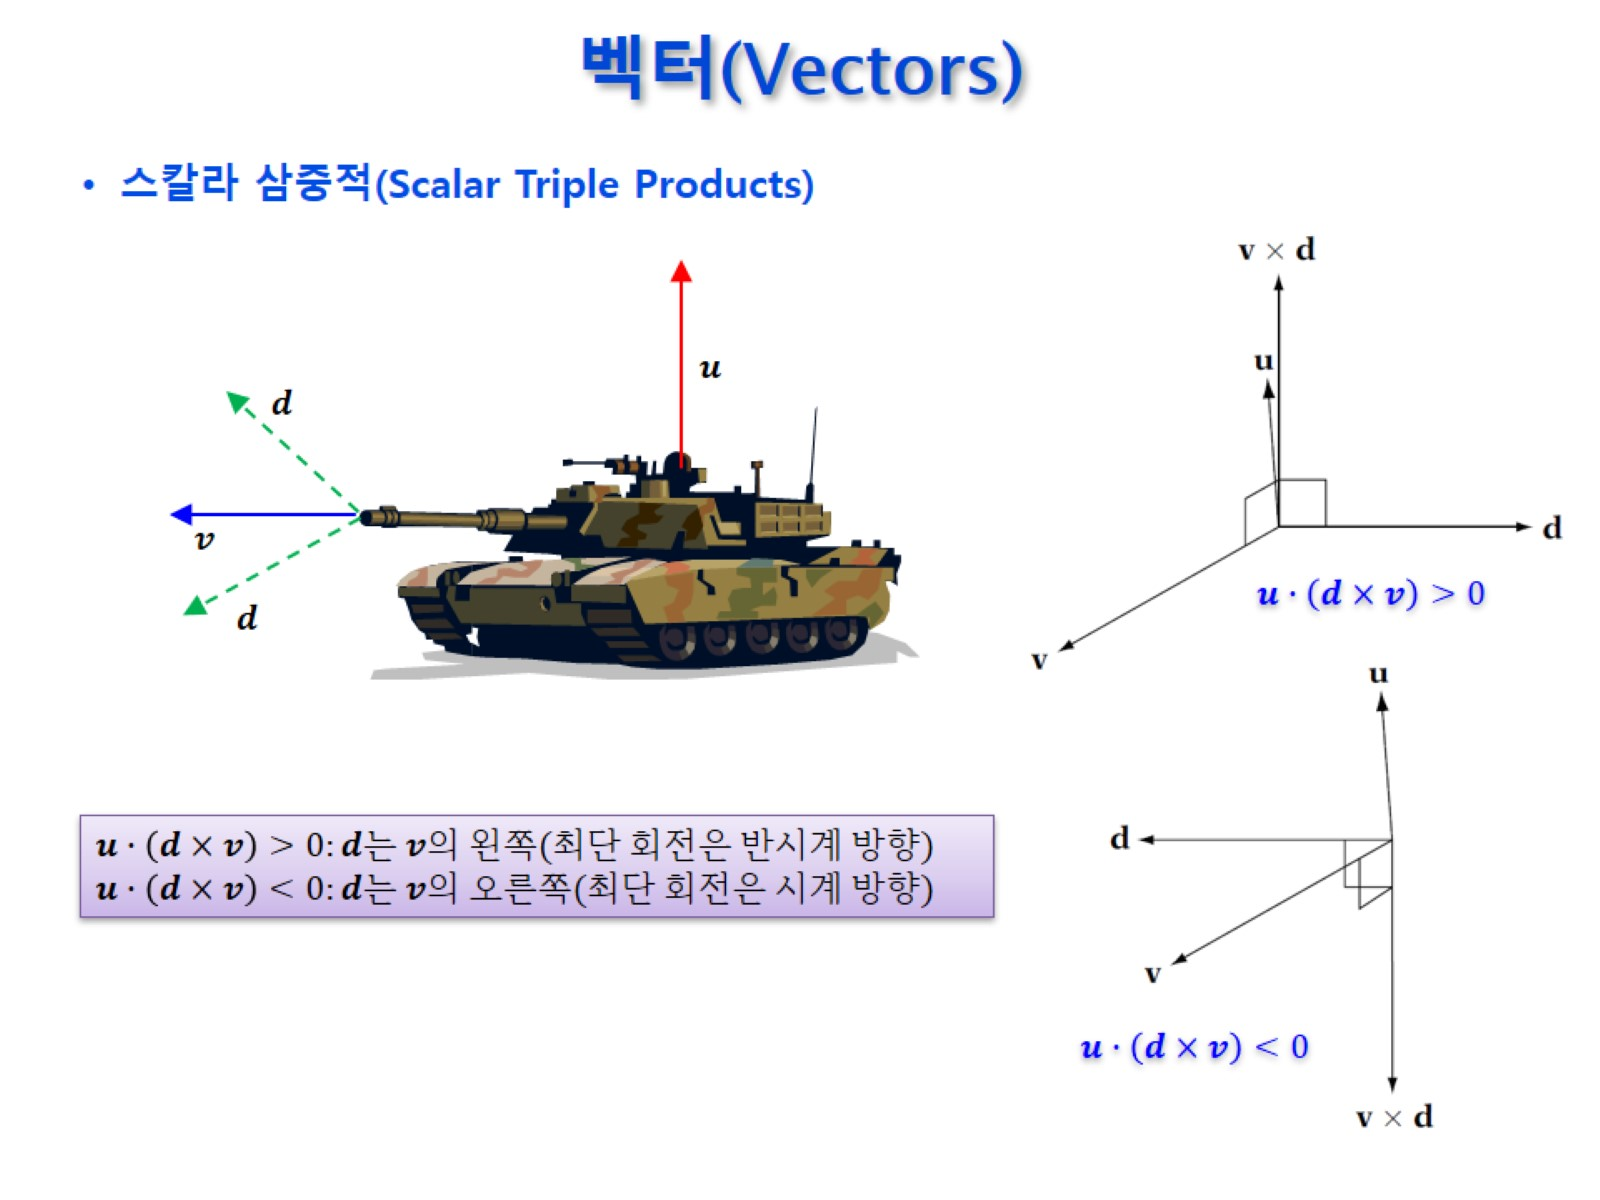 벡터(Vectors)
• 스칼라 삼중적(Scalar Triple Products)
u
d
v
d
v × d
u
d
v
u · (d × v) > 0
u
d
v
u · (d × v) < 0
v × d
u · (d × v) > 0: d는 v의 왼쪽(최단 회전은 반시계 방향)
u · (d × v) < 0: d는 v의 오른쪽(최단 회전은 시계 방향)